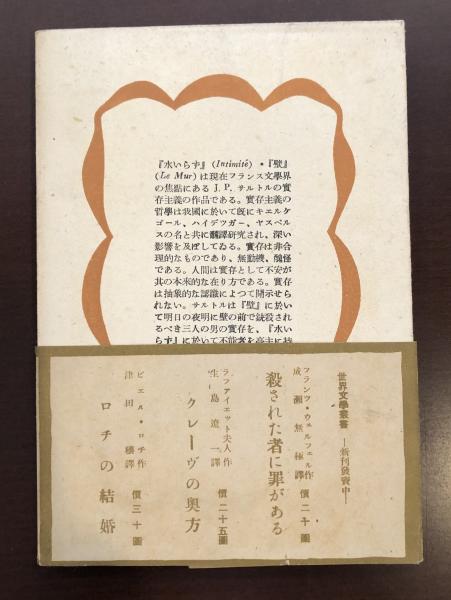 『水いらず』(Intimité)・『壁』
(Le Mur)は現在フランス文學界
の焦點にある J.P. サルトルの實
存主義の作品である。實存主義の
哲學は我國に於いて既にキェルケ
ゴール、ハイデッガー、ヤスペル
スの名と共に飜譯研究され、深い
影響を及ぼしてゐる。實存は非合
理的なものであり、無動機、醜怪
である。人間は實存として不安が
其の本來的な在り方である。實存
は抽象的な認識によつて開示せら
れない。サルトルは『壁』に於い
て明日の夜明に壁の前で銃殺され
るべき三人の男の實存を、『水い
らず』に於いて不能者を亭主に持
世界文學叢書 ―新刊發賣中―
フランツ・ウェルフェル作
成瀬無極譯 價二十圓
殺された者に罪がある
ラファイエット夫人作
生島遼一譯 價二十五圓
クレーヴの奥方
ピエル・ロチ作
津田穰譯 價三十圓
ロチの結婚